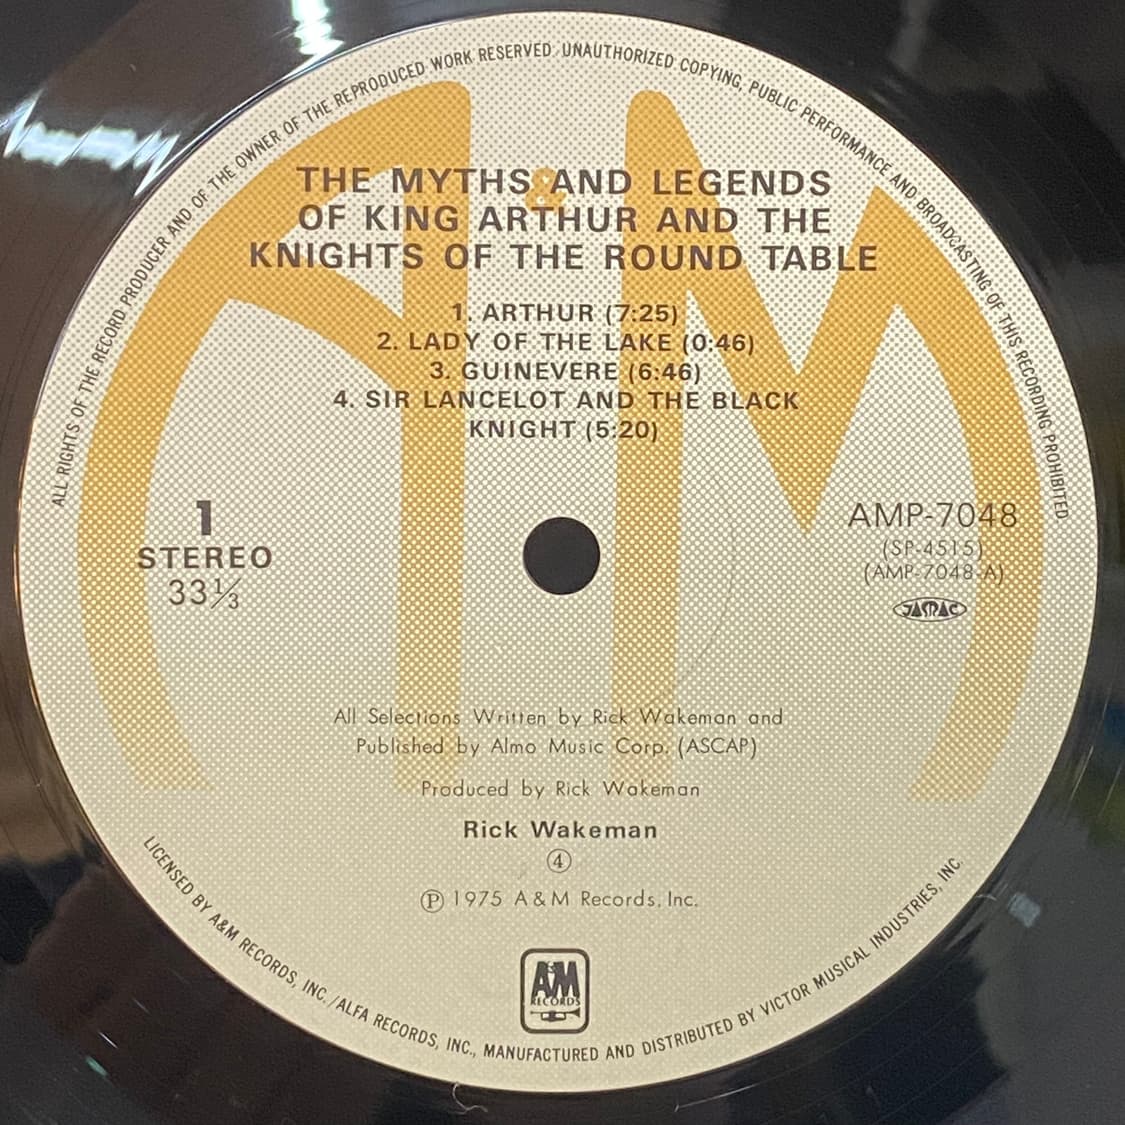 ALL RIGHTS OF THE RECORD PRODUCER AND OF THE OWNER OF THE REPRODUCED WORK RESERVED. UNAUTHORIZED COPYING, PUBLIC PERFORMANCE AND BROADCASTING OF THIS RECORDING PROHIBITED
THE MYTHS AND LEGENDS
OF KING ARTHUR AND THE
KNIGHTS OF THE ROUND TABLE
1. ARTHUR (7:25)
2. LADY OF THE LAKE (0:46)
3. GUINEVERE (6:46)
4. SIR LANCELOT AND THE BLACK
KNIGHT (5:20)
1
STEREO
33⅓
AMP-7048
(SP-4515)
(AMP-7048-A)
JASRAC
A&M
All Selections Written by Rick Wakeman and
Published by Almo Music Corp. (ASCAP)
Produced by Rick Wakeman
Rick Wakeman
④
Ⓟ 1975 A&M Records, Inc.
A&M
RECORDS
LICENSED BY A&M RECORDS, INC./ALFA RECORDS, INC., MANUFACTURED AND DISTRIBUTED BY VICTOR MUSICAL INDUSTRIES, INC.